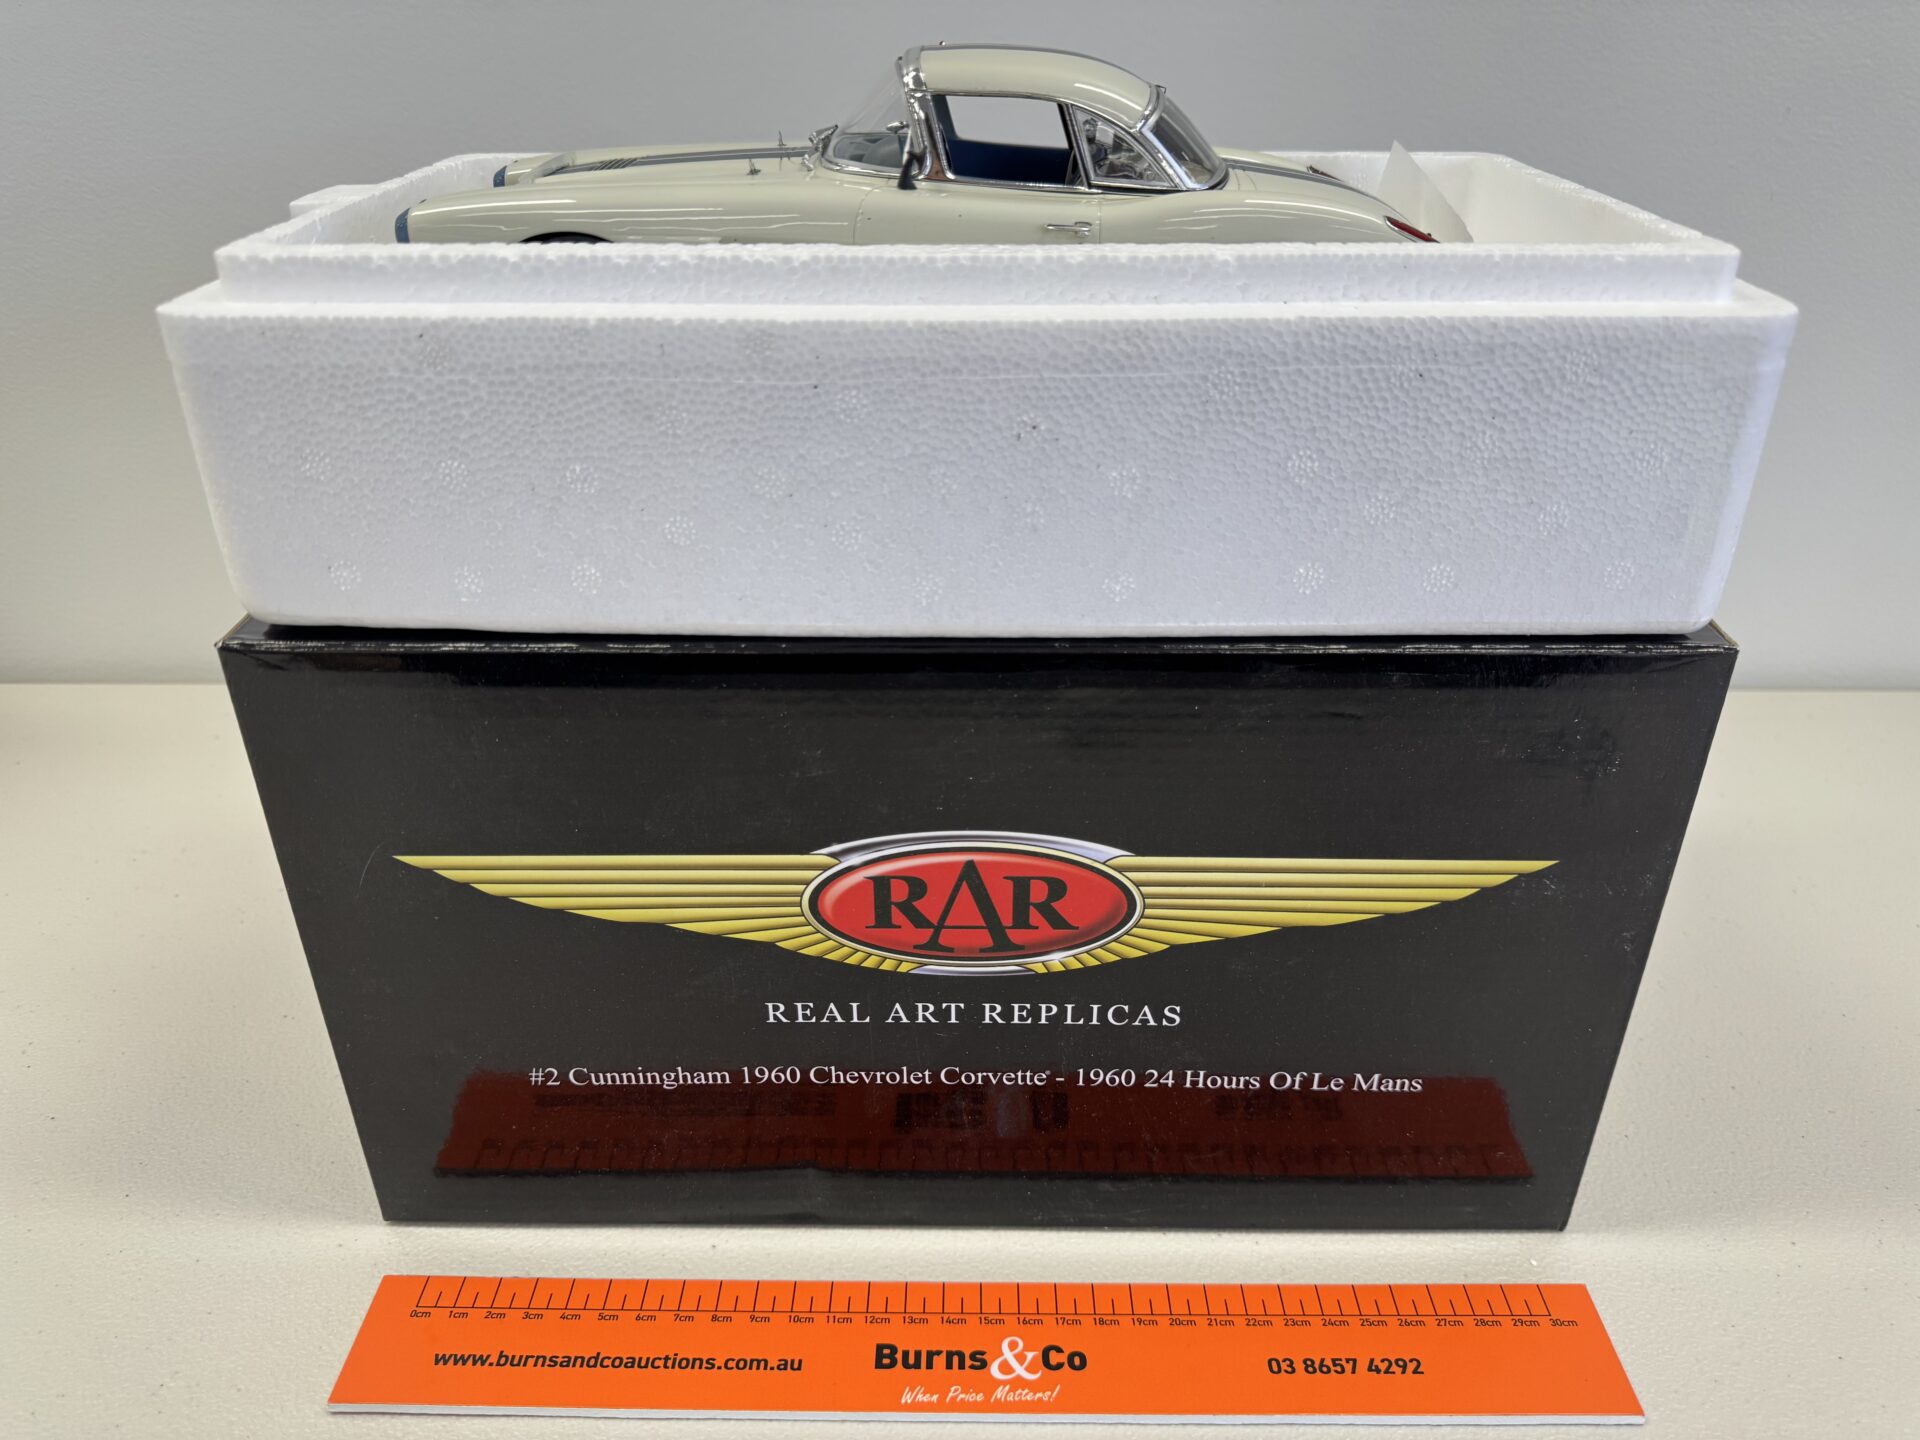 RAR
REAL ART REPLICAS
#2 Cunningham 1960 Chevrolet Corvette® - 1960 24 Hours Of Le Mans
0cm 1cm 2cm 3cm 4cm 5cm 6cm 7cm 8cm 9cm 10cm 11cm 12cm 13cm 14cm 15cm 16cm 17cm 18cm 19cm 20cm 21cm 22cm 23cm 24cm 25cm 26cm 27cm 28cm 29cm 30cm
www.burnsandcoauctions.com.au Burns&Co 03 8657 4292
When Price Matters!